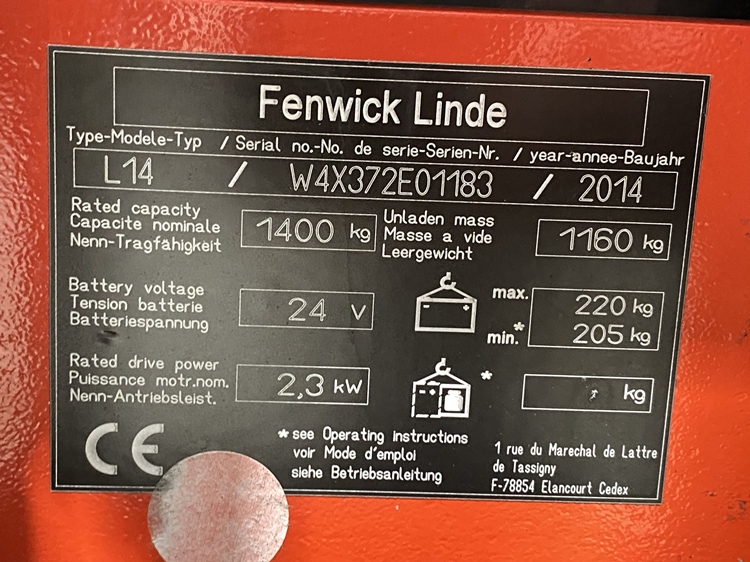 Fenwick Linde
Type-Modele-Typ / Serial no.-No. de serie-Serien-Nr. / year-annee-Baujahr
L14 / W4X372E01183 / 2014
Rated capacity
Capacite nominale
Nenn-Tragfähigkeit
1400 kg
Unladen mass
Masse a vide
Leergewicht
1160 kg
Battery voltage
Tension batterie
Batteriespannung
24 V
max. 220 kg
min.* 205 kg
Rated drive power
Puissance motr.nom.
Nenn-Antriebsleist.
2,3 kW
* kg
CE
* see Operating instructions
voir Mode d'emploi
siehe Betriebsanleitung
1 rue du Marechal de Lattre
de Tassigny
F-78854 Elancourt Cedex